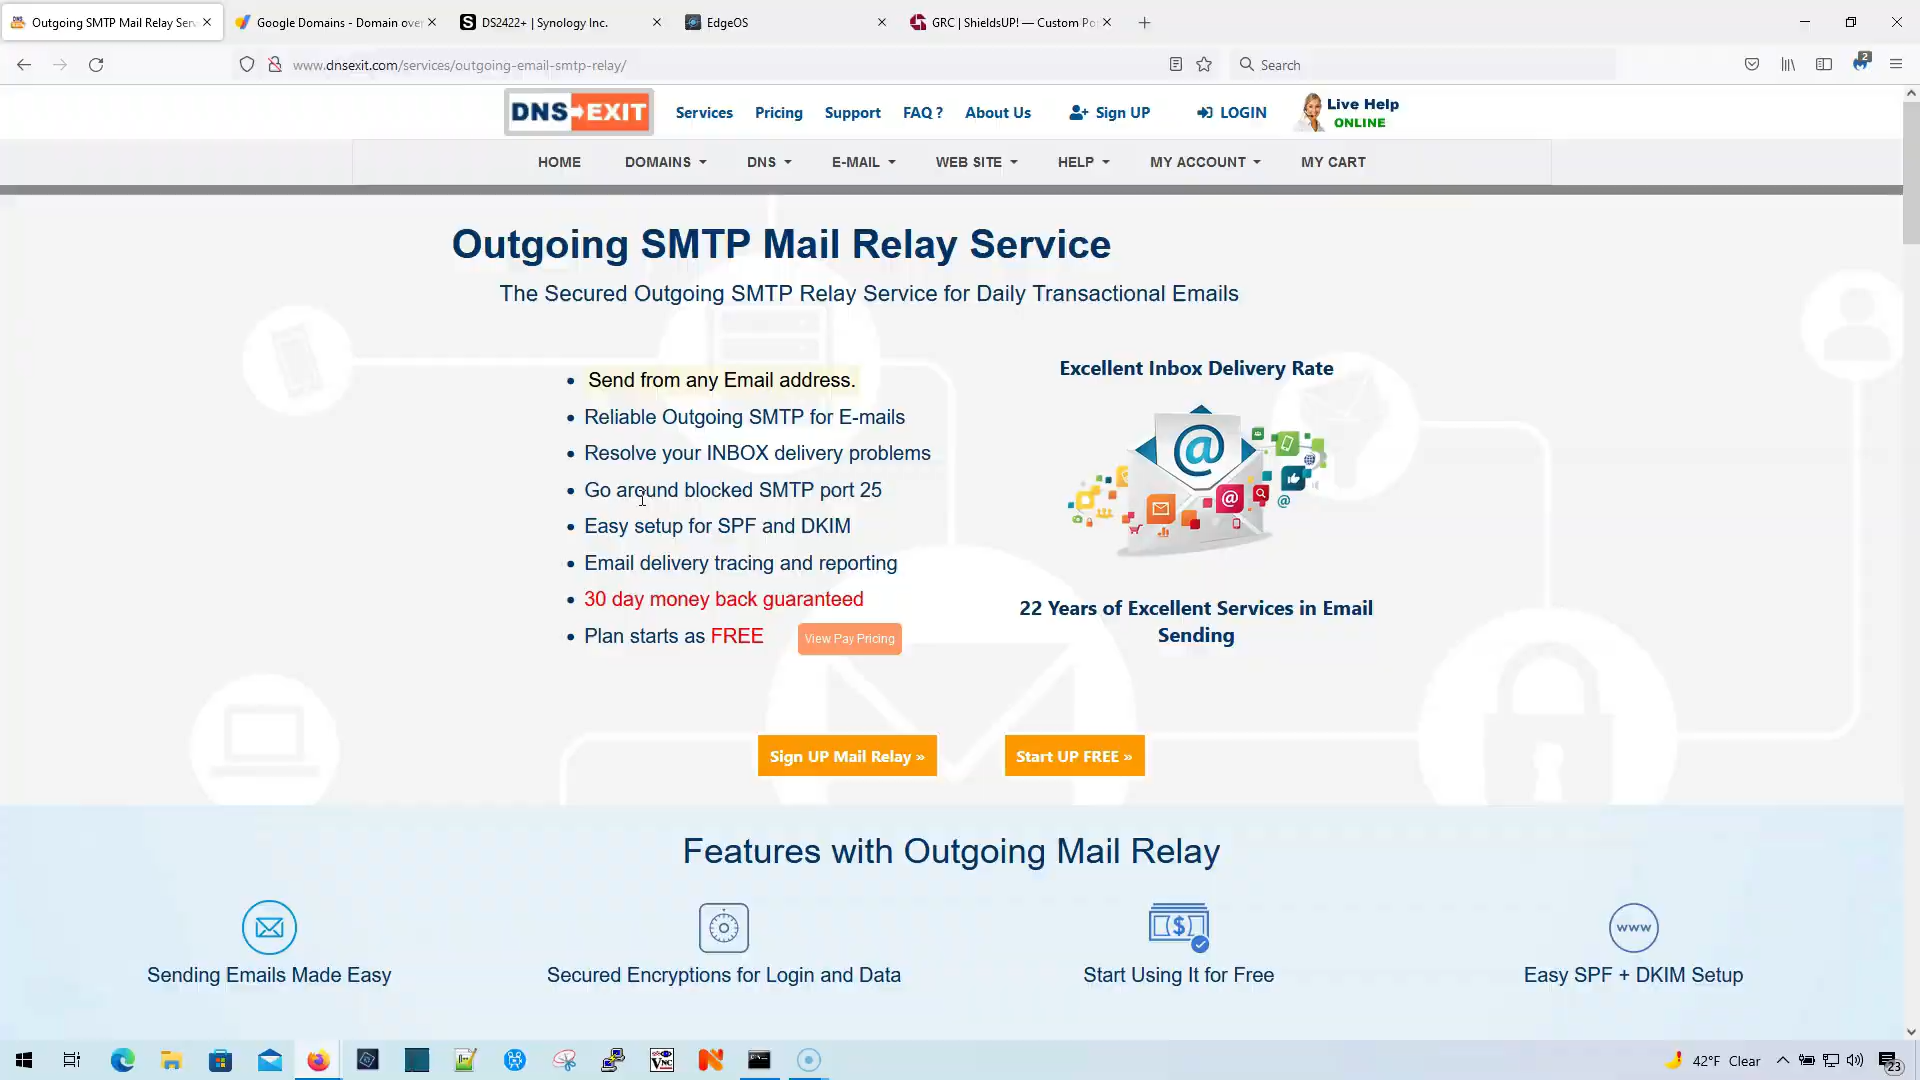 Outgoing SMTP Mail Relay Serv
Google Domains - Domain over
DS2422+ | Synology Inc.
EdgeOS
GRC | ShieldsUP! — Custom Po
www.dnsexit.com/services/outgoing-email-smtp-relay/
Search
2
DNS EXIT
Services
Pricing
Support
FAQ ?
About Us
Sign UP
LOGIN
Live Help
ONLINE
HOME
DOMAINS
DNS
E-MAIL
WEB SITE
HELP
MY ACCOUNT
MY CART
Outgoing SMTP Mail Relay Service
The Secured Outgoing SMTP Relay Service for Daily Transactional Emails
• Send from any Email address.
• Reliable Outgoing SMTP for E-mails
• Resolve your INBOX delivery problems
• Go around blocked SMTP port 25
• Easy setup for SPF and DKIM
• Email delivery tracing and reporting
• 30 day money back guaranteed
• Plan starts as FREE
View Pay Pricing
Excellent Inbox Delivery Rate
@
@
@
22 Years of Excellent Services in Email
Sending
Sign UP Mail Relay »
Start UP FREE »
Features with Outgoing Mail Relay
$
www
Sending Emails Made Easy
Secured Encryptions for Login and Data
Start Using It for Free
Easy SPF + DKIM Setup
42°F Clear
23